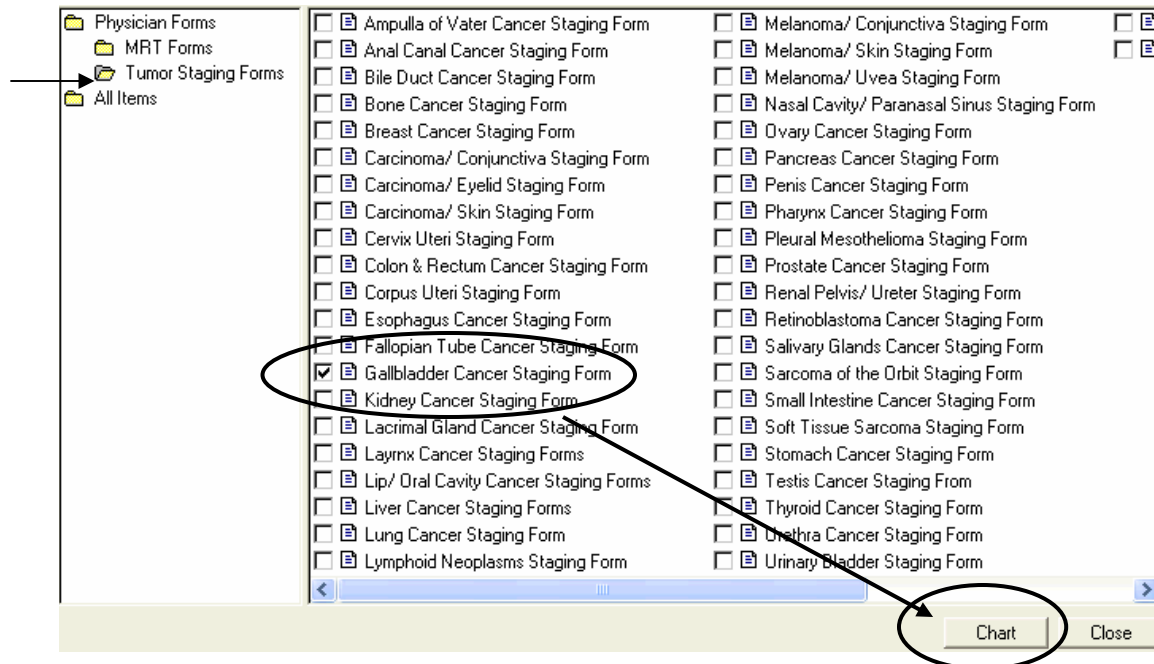 Physician Forms
MRT Forms
Tumor Staging Forms
All Items
Ampulla of Vater Cancer Staging Form
Anal Canal Cancer Staging Form
Bile Duct Cancer Staging Form
Bone Cancer Staging Form
Breast Cancer Staging Form
Carcinoma/ Conjunctiva Staging Form
Carcinoma/ Eyelid Staging Form
Carcinoma/ Skin Staging Form
Cervix Uteri Staging Form
Colon & Rectum Cancer Staging Form
Corpus Uteri Staging Form
Esophagus Cancer Staging Form
Fallopian Tube Cancer Staging Form
Gallbladder Cancer Staging Form
Kidney Cancer Staging Form
Lacrimal Gland Cancer Staging Form
Layrnx Cancer Staging Forms
Lip/ Oral Cavity Cancer Staging Forms
Liver Cancer Staging Forms
Lung Cancer Staging Form
Lymphoid Neoplasms Staging Form
Melanoma/ Conjunctiva Staging Form
Melanoma/ Skin Staging Form
Melanoma/ Uvea Staging Form
Nasal Cavity/ Paranasal Sinus Staging Form
Ovary Cancer Staging Form
Pancreas Cancer Staging Form
Penis Cancer Staging Form
Pharynx Cancer Staging Form
Pleural Mesothelioma Staging Form
Prostate Cancer Staging Form
Renal Pelvis/ Ureter Staging Form
Retinoblastoma Cancer Staging Form
Salivary Glands Cancer Staging Form
Sarcoma of the Orbit Staging Form
Small Intestine Cancer Staging Form
Soft Tissue Sarcoma Staging Form
Stomach Cancer Staging Form
Testis Cancer Staging From
Thyroid Cancer Staging Form
Urethra Cancer Staging Form
Urinary Bladder Staging Form
Chart
Close